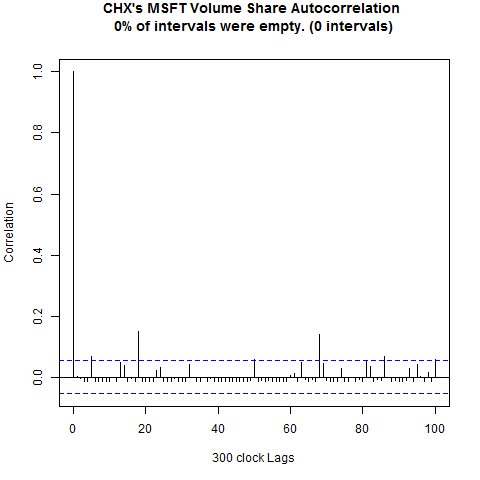 CHX's MSFT Volume Share Autocorrelation
0% of intervals were empty. (0 intervals)
1.0
0.8
0.6
0.4
0.2
0.0
Correlation
0 20 40 60 80 100
300 clock Lags